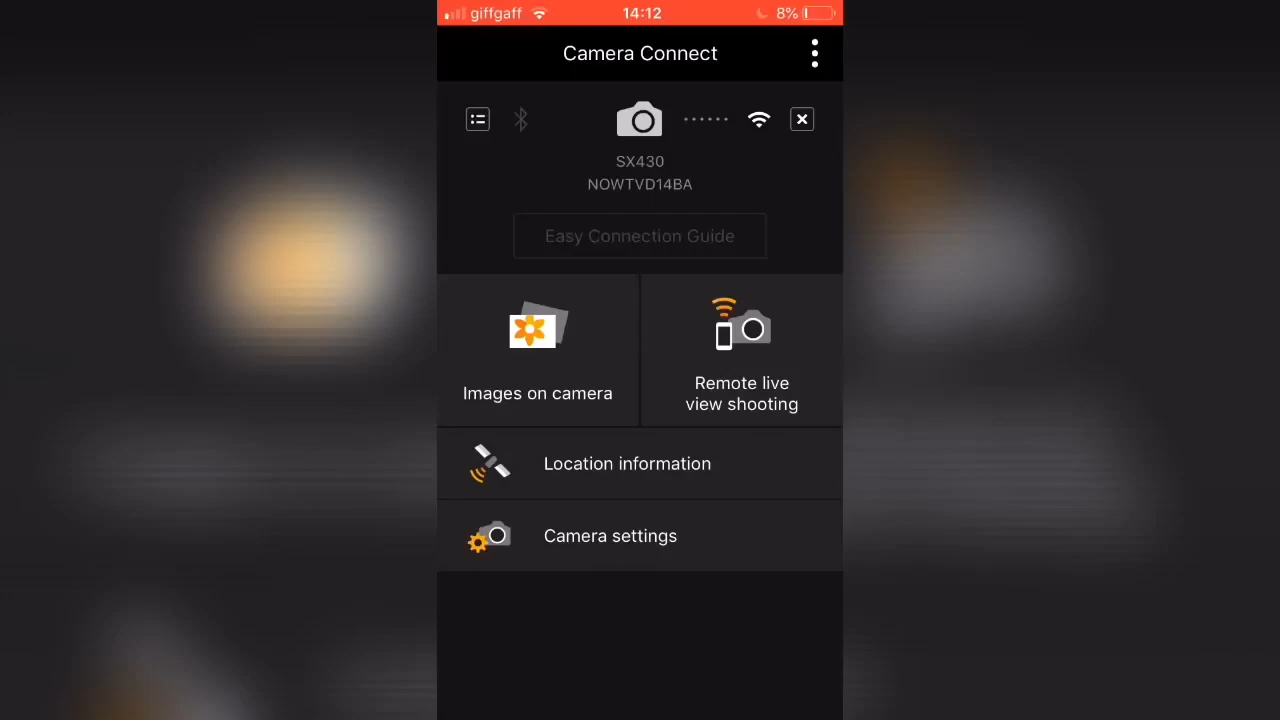 giffgaff 14:12 8%
Camera Connect
SX430
NOWTVD14BA
Easy Connection Guide
Images on camera
Remote live
view shooting
Location information
Camera settings